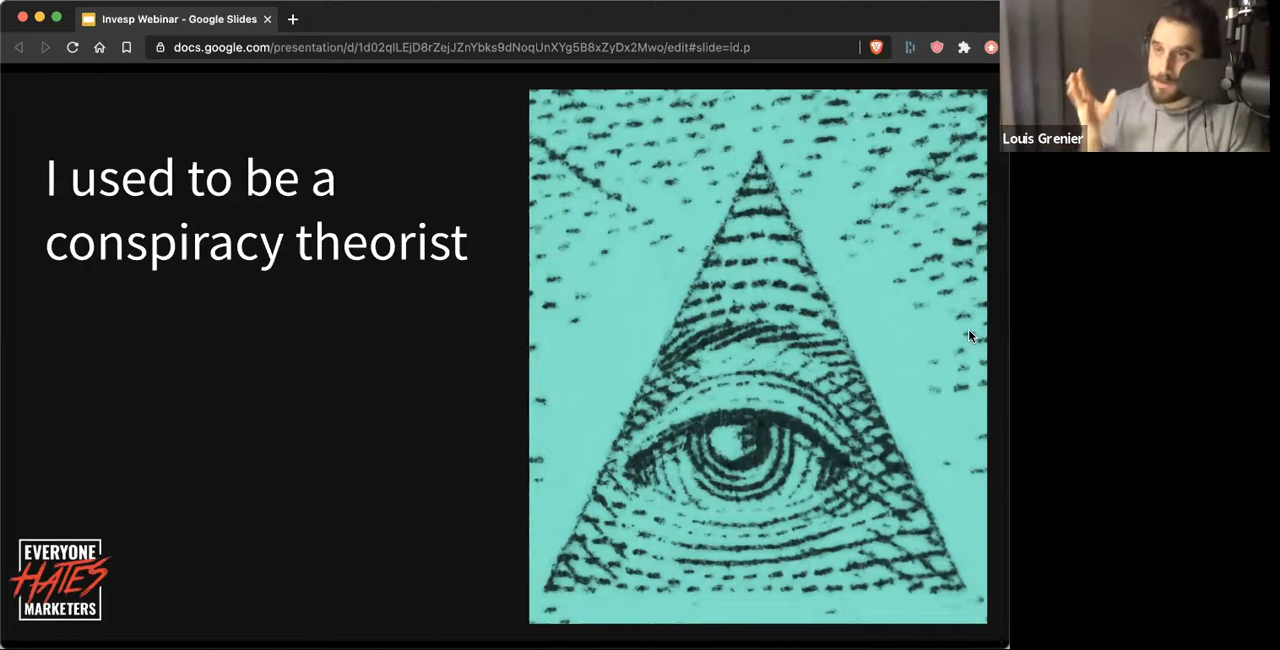 Invesp Webinar - Google Slides
docs.google.com/presentation/d/1d02qlLEjD8rZejJZnYbks9dNoqUnXYg5B8xZyDx2Mwo/edit#slide=id.p
Louis Grenier
I used to be a
conspiracy theorist
EVERYONE
HATES
MARKETERS